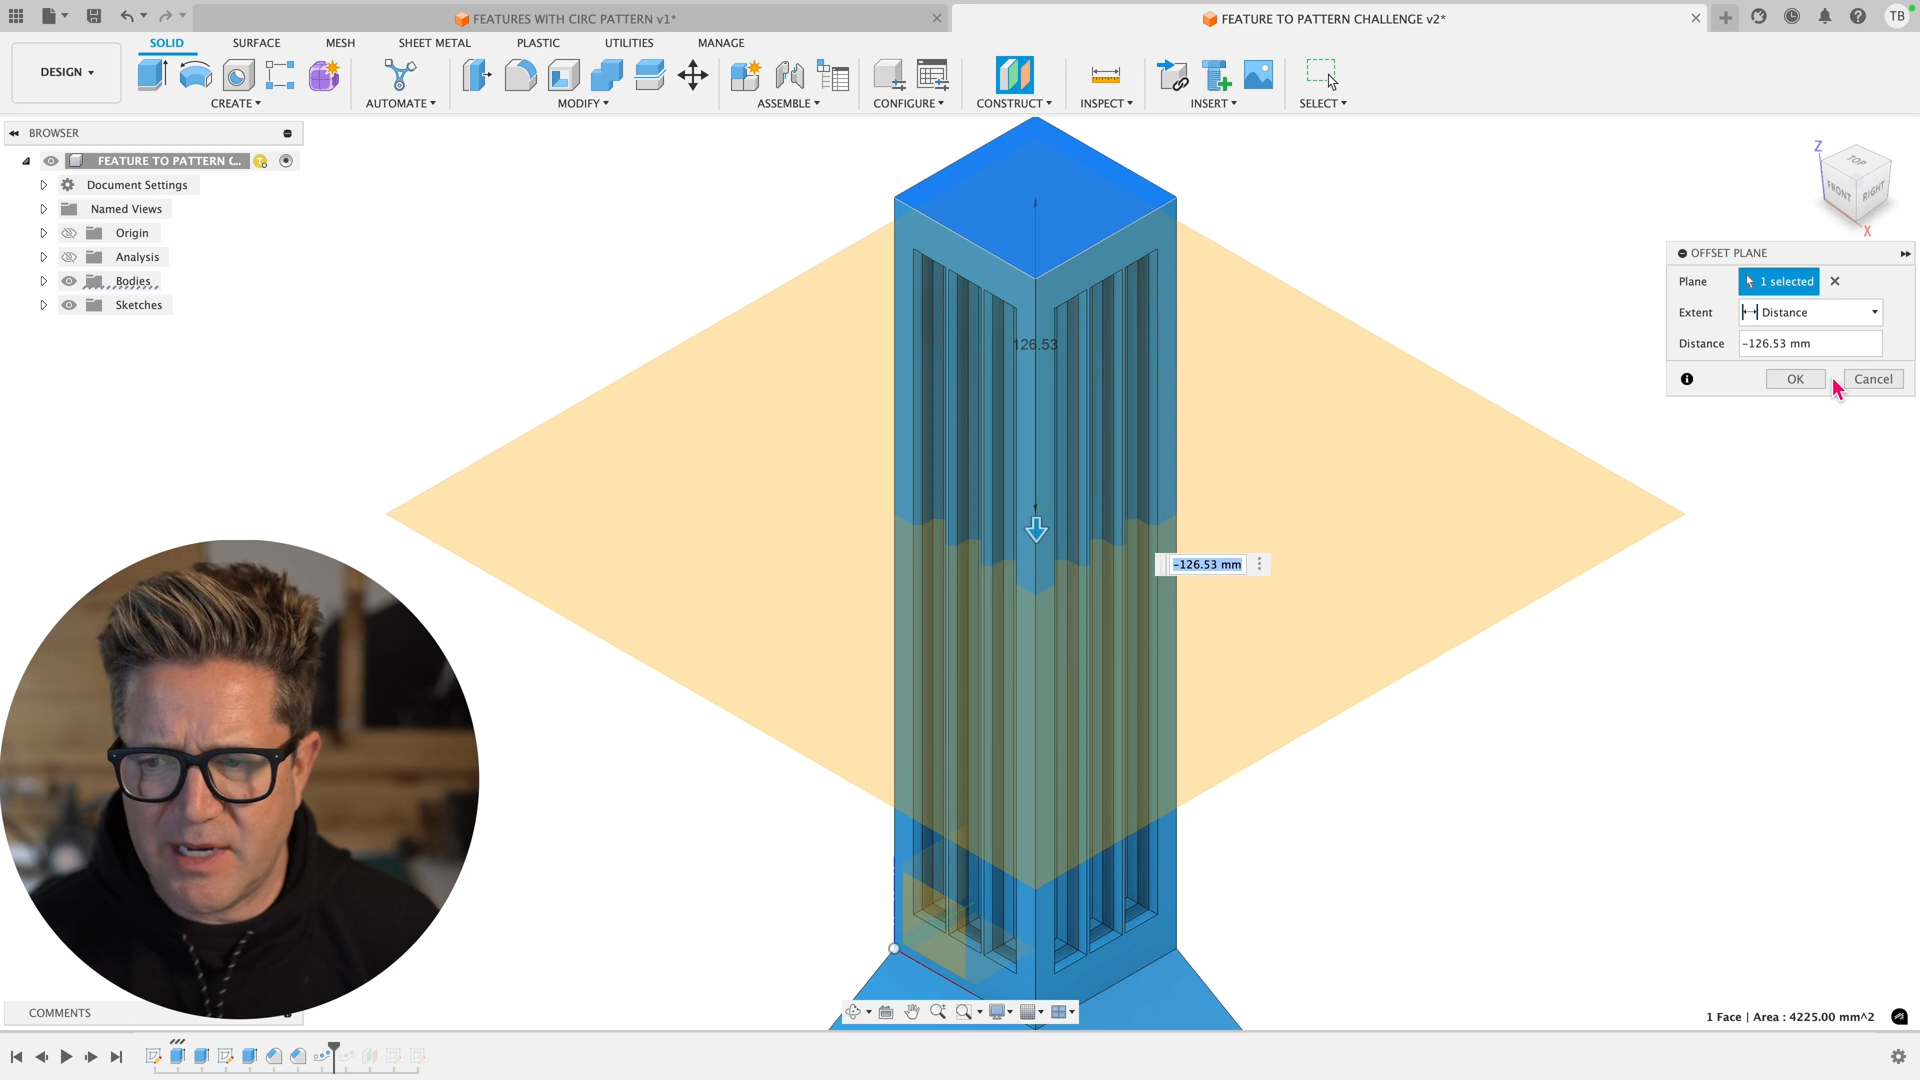 FEATURES WITH CIRC PATTERN v1*
FEATURE TO PATTERN CHALLENGE v2*
TB
DESIGN
SOLID
SURFACE
MESH
SHEET METAL
PLASTIC
UTILITIES
MANAGE
CREATE
AUTOMATE
MODIFY
ASSEMBLE
CONFIGURE
CONSTRUCT
INSPECT
INSERT
SELECT
BROWSER
FEATURE TO PATTERN C...
Document Settings
Named Views
Origin
Analysis
Bodies
Sketches
Z
TOP
FRONT
RIGHT
X
OFFSET PLANE
Plane
1 selected
Extent
Distance
Distance
-126.53 mm
OK
Cancel
126.53
-126.53 mm
COMMENTS
1 Face | Area : 4225.00 mm^2